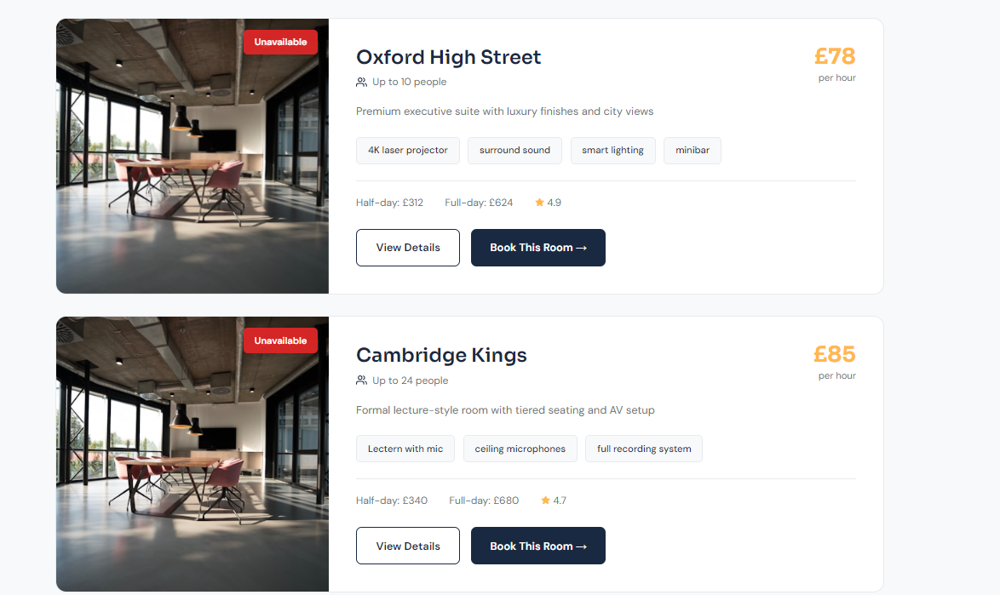 Unavailable
Oxford High Street
£78
Up to 10 people
per hour
Premium executive suite with luxury finishes and city views
4K laser projector surround sound smart lighting minibar
Half-day: £312 Full-day: £624 4.9
View Details Book This Room →
Unavailable
Cambridge Kings
£85
Up to 24 people
per hour
Formal lecture-style room with tiered seating and AV setup
Lectern with mic ceiling microphones full recording system
Half-day: £340 Full-day: £680 4.7
View Details Book This Room →